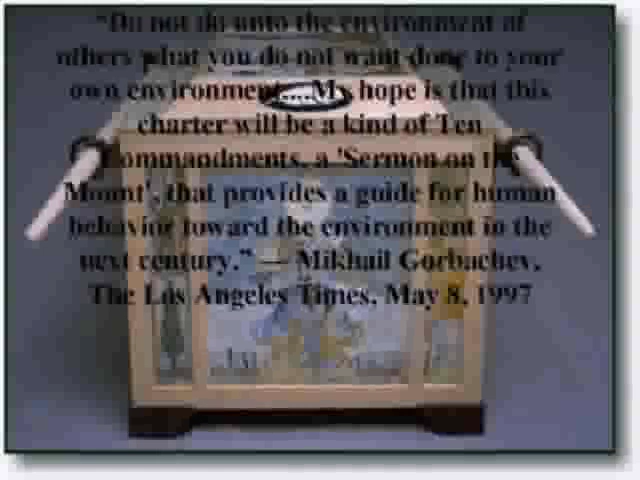 “Do not do unto the environment of
others what you do not want done to your
own environment....My hope is that this
charter will be a kind of Ten
Commandments, a 'Sermon on the
Mount', that provides a guide for human
behavior toward the environment in the
next century.” — Mikhail Gorbachev,
The Los Angeles Times, May 8, 1997